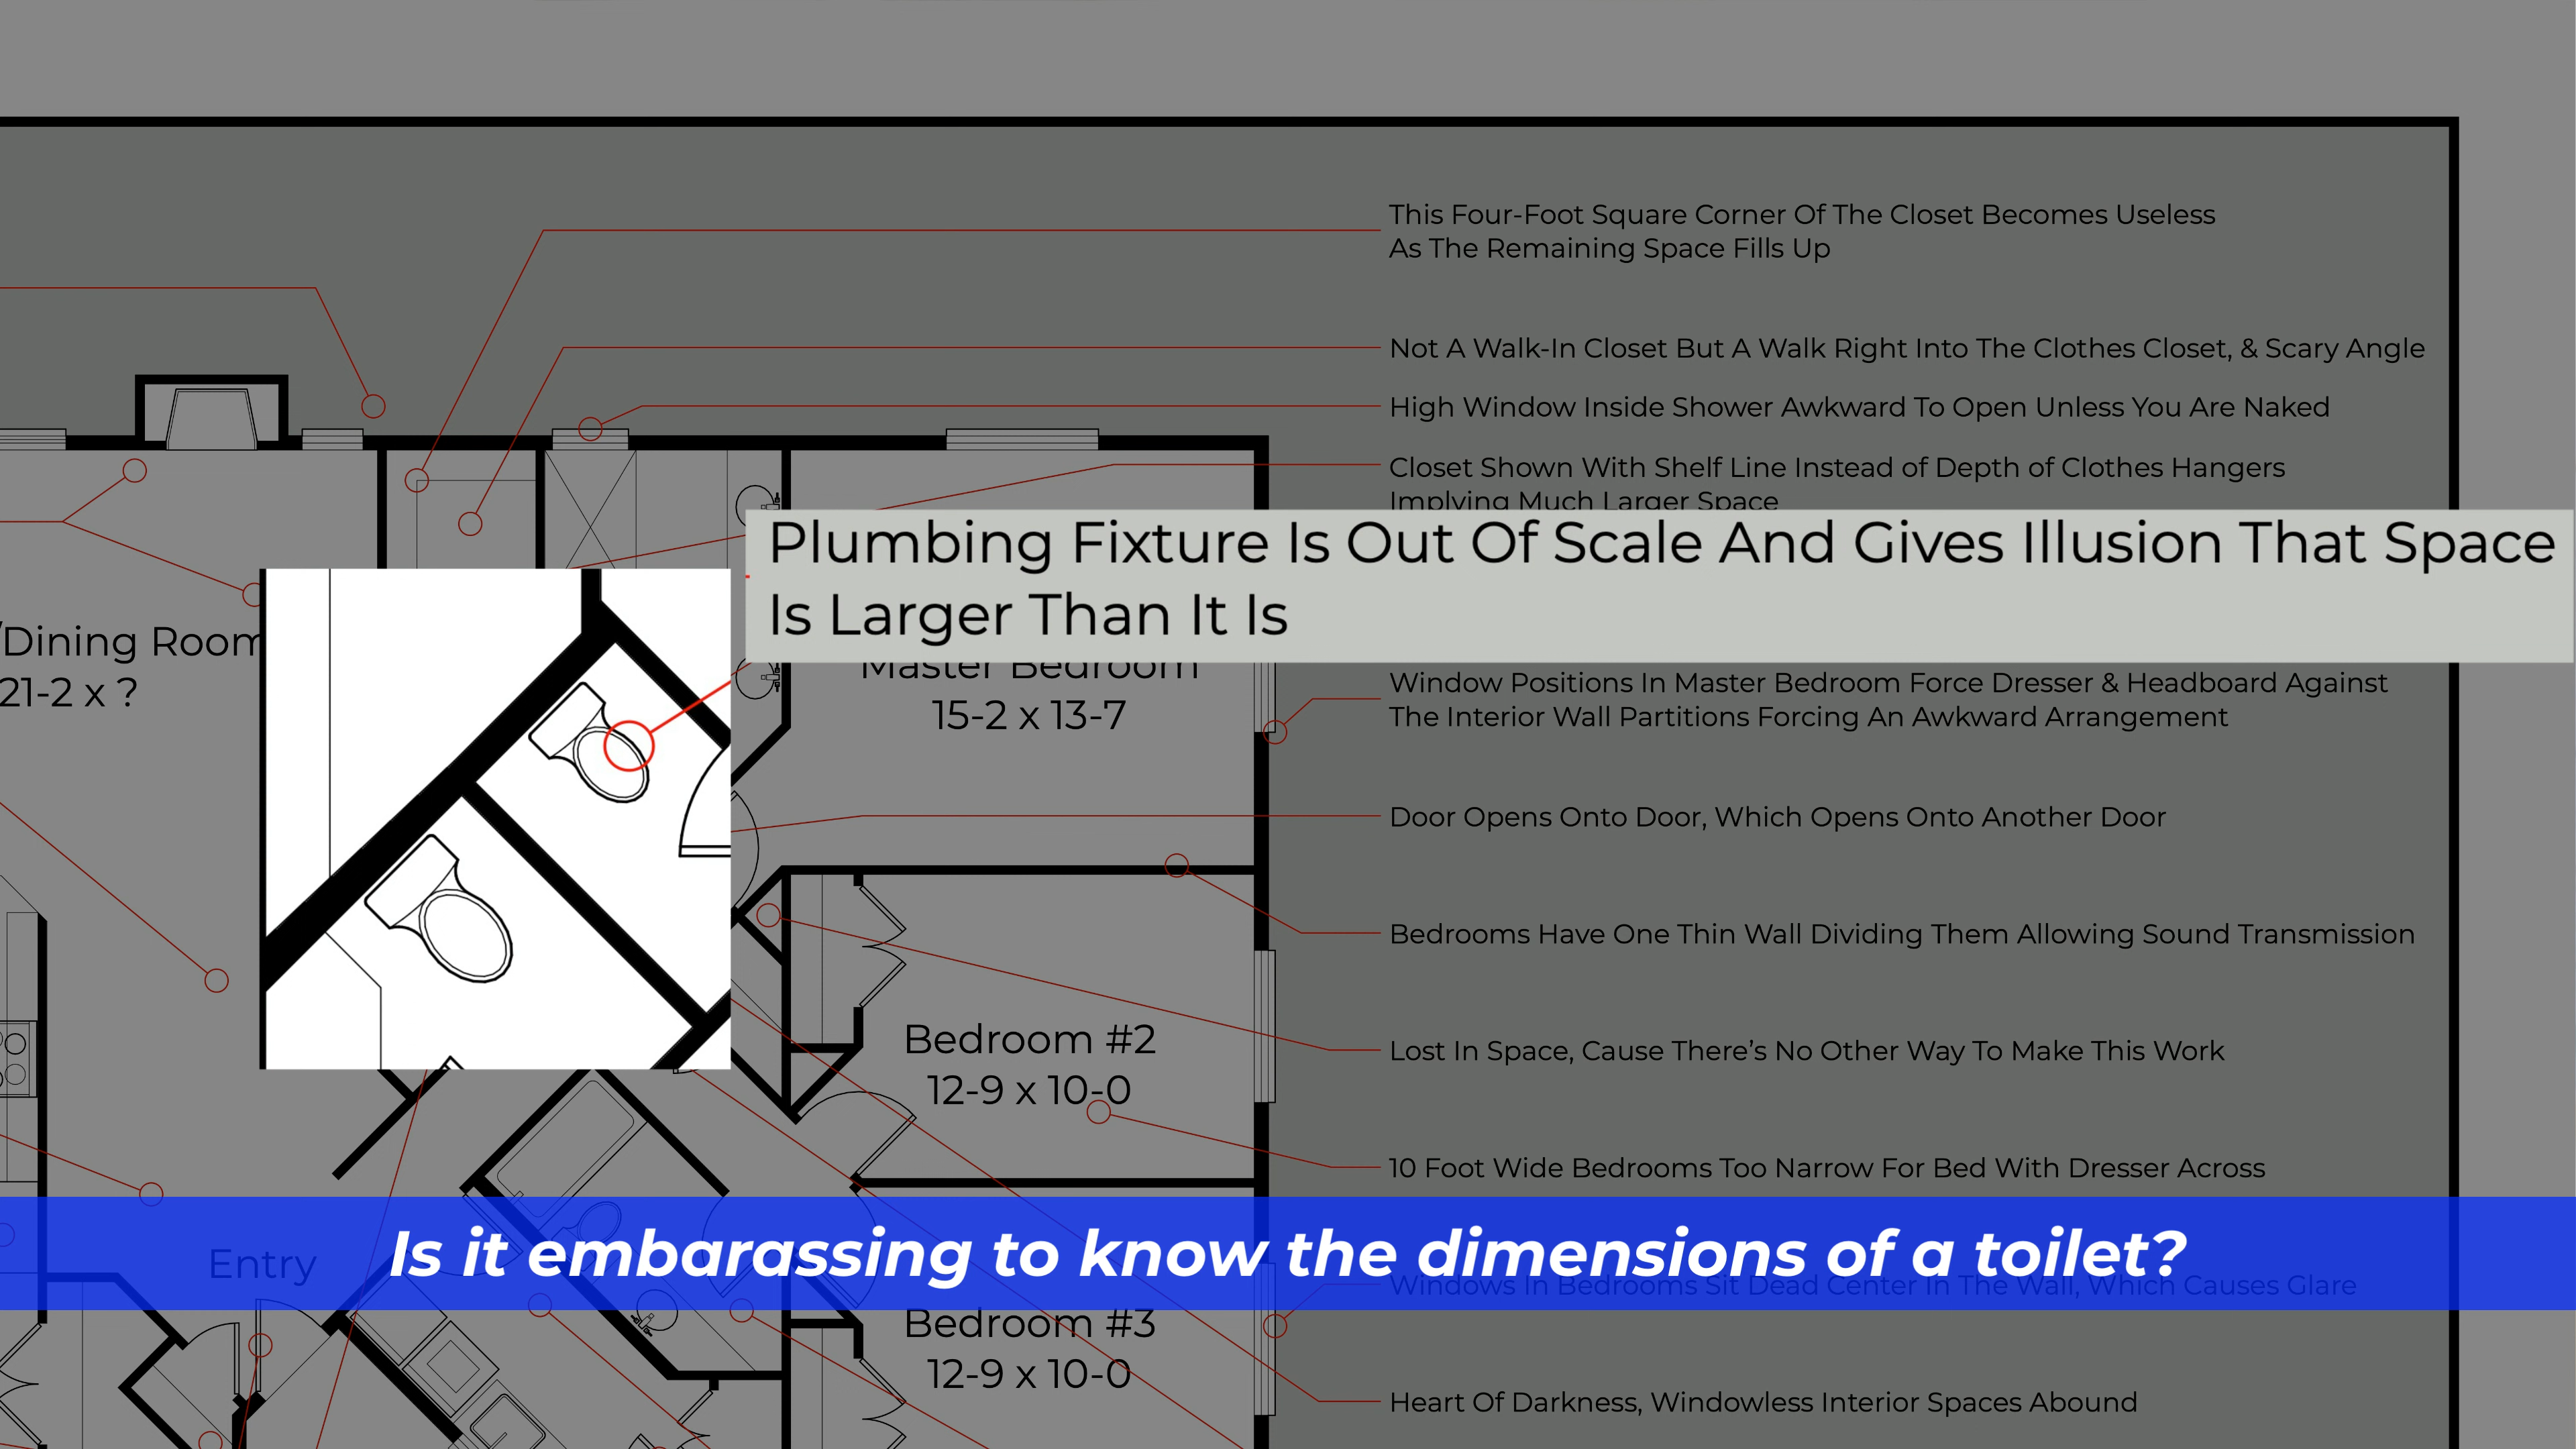 This Four-Foot Square Corner Of The Closet Becomes Useless
As The Remaining Space Fills Up
Not A Walk-In Closet But A Walk Right Into The Clothes Closet, & Scary Angle
High Window Inside Shower Awkward To Open Unless You Are Naked
Closet Shown With Shelf Line Instead of Depth of Clothes Hangers
Implying Much Larger Space
Plumbing Fixture Is Out Of Scale And Gives Illusion That Space
Is Larger Than It Is
/Dining Room
21-2 x ?
Master Bedroom
15-2 x 13-7
Window Positions In Master Bedroom Force Dresser & Headboard Against
The Interior Wall Partitions Forcing An Awkward Arrangement
Door Opens Onto Door, Which Opens Onto Another Door
Bedrooms Have One Thin Wall Dividing Them Allowing Sound Transmission
Bedroom #2
12-9 x 10-0
Lost In Space, Cause There’s No Other Way To Make This Work
10 Foot Wide Bedrooms Too Narrow For Bed With Dresser Across
Is it embarassing to know the dimensions of a toilet?
Entry
Windows In Bedrooms Sit Dead Center In The Wall, Which Causes Glare
Bedroom #3
12-9 x 10-0
Heart Of Darkness, Windowless Interior Spaces Abound